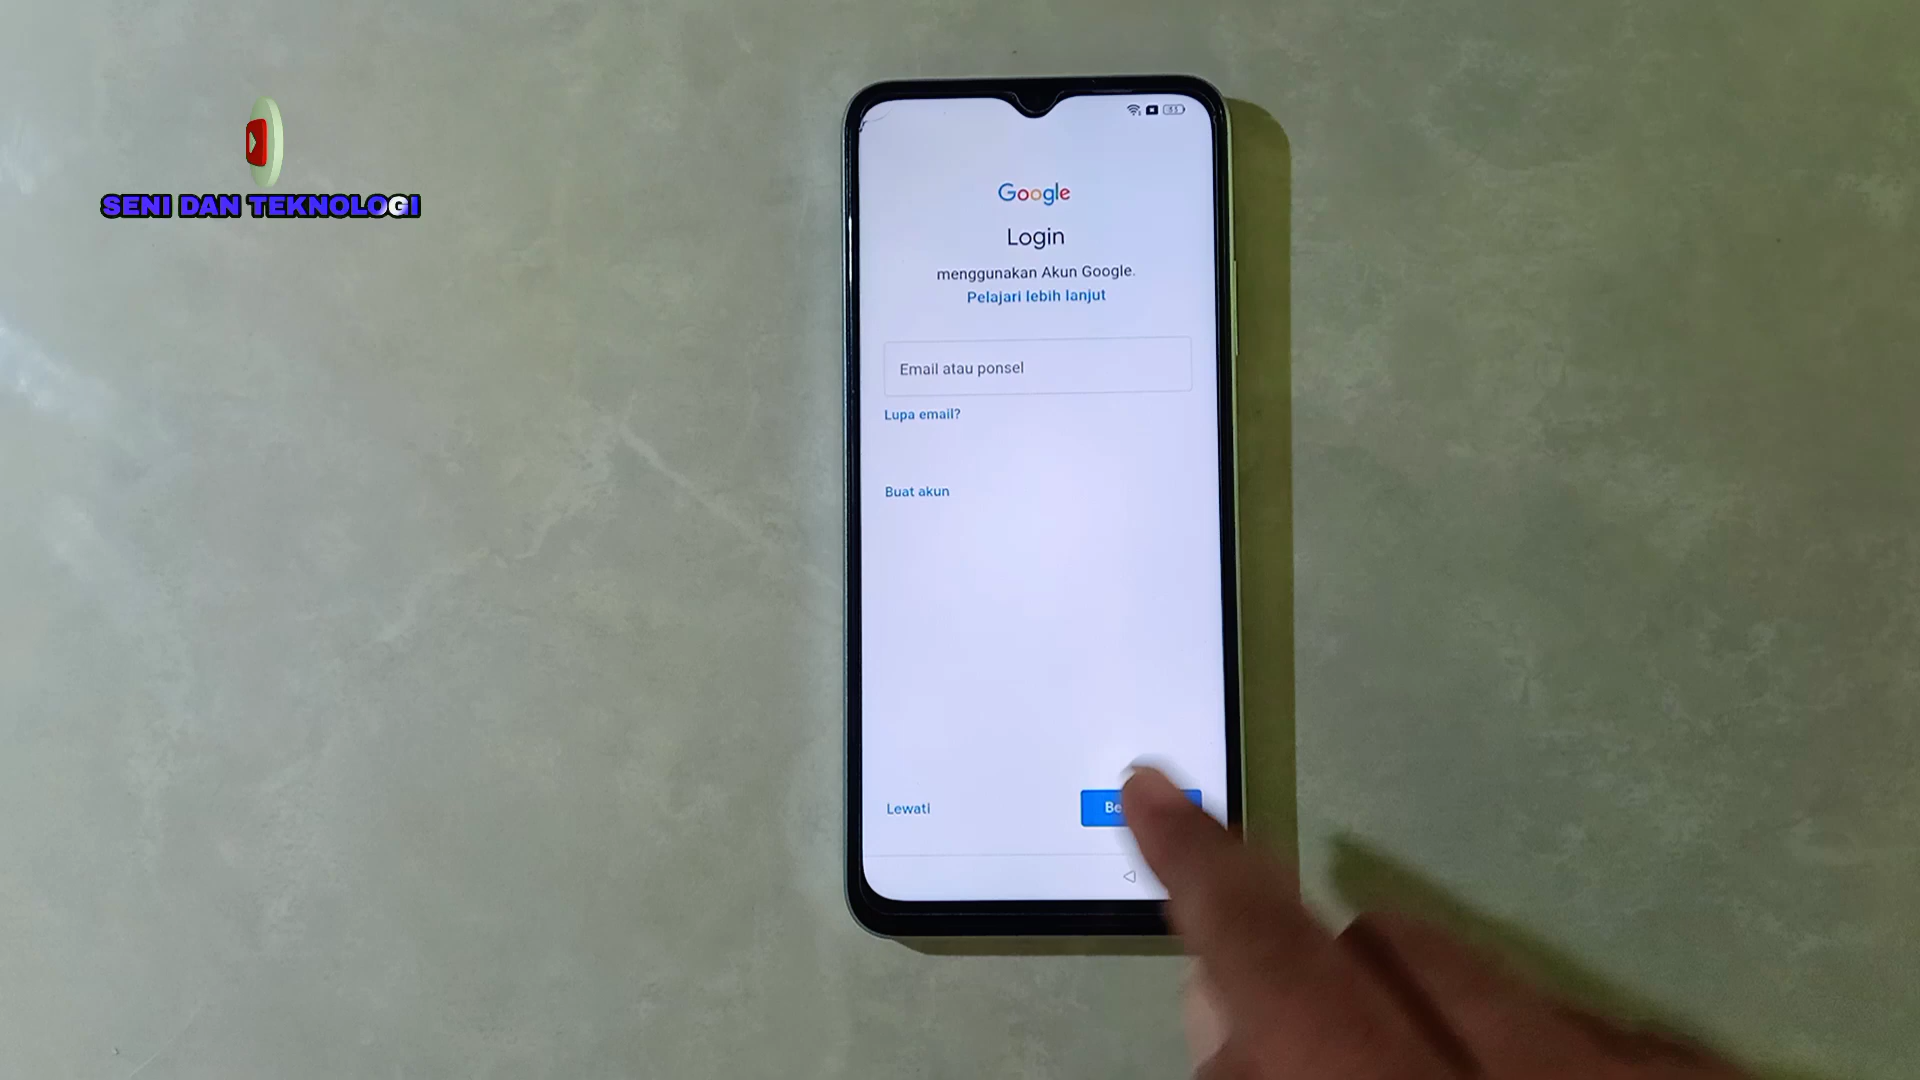 SENI DAN TEKNOLOGI
Google
Login
menggunakan Akun Google.
Pelajari lebih lanjut
Email atau ponsel
Lupa email?
Buat akun
Lewati